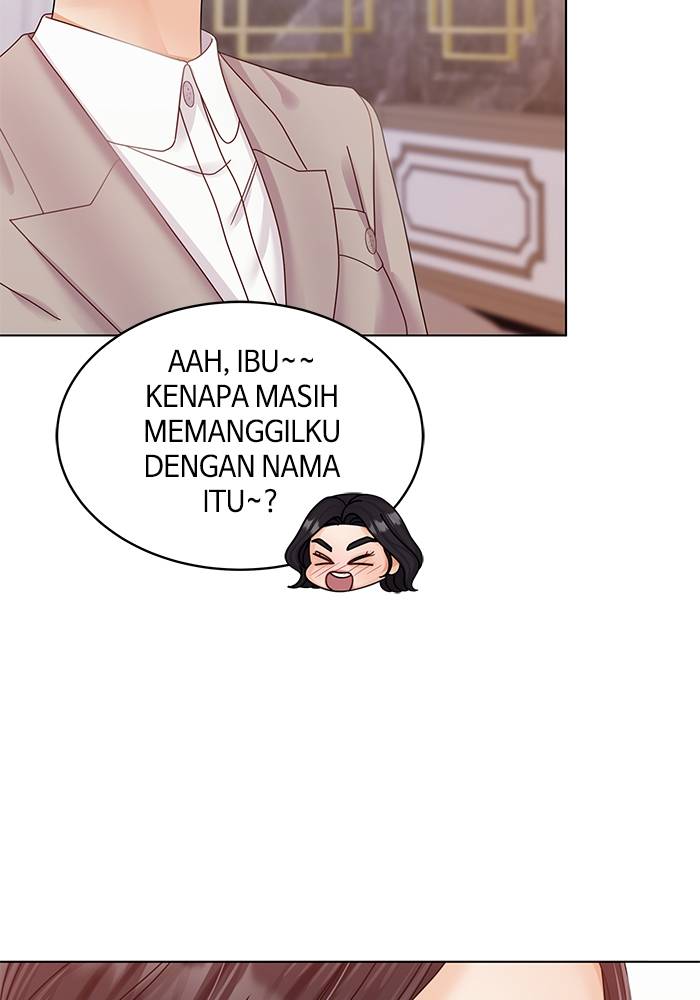 AAH, IBU~~
KENAPA MASIH
MEMANGGILKU
DENGAN NAMA
ITU~?